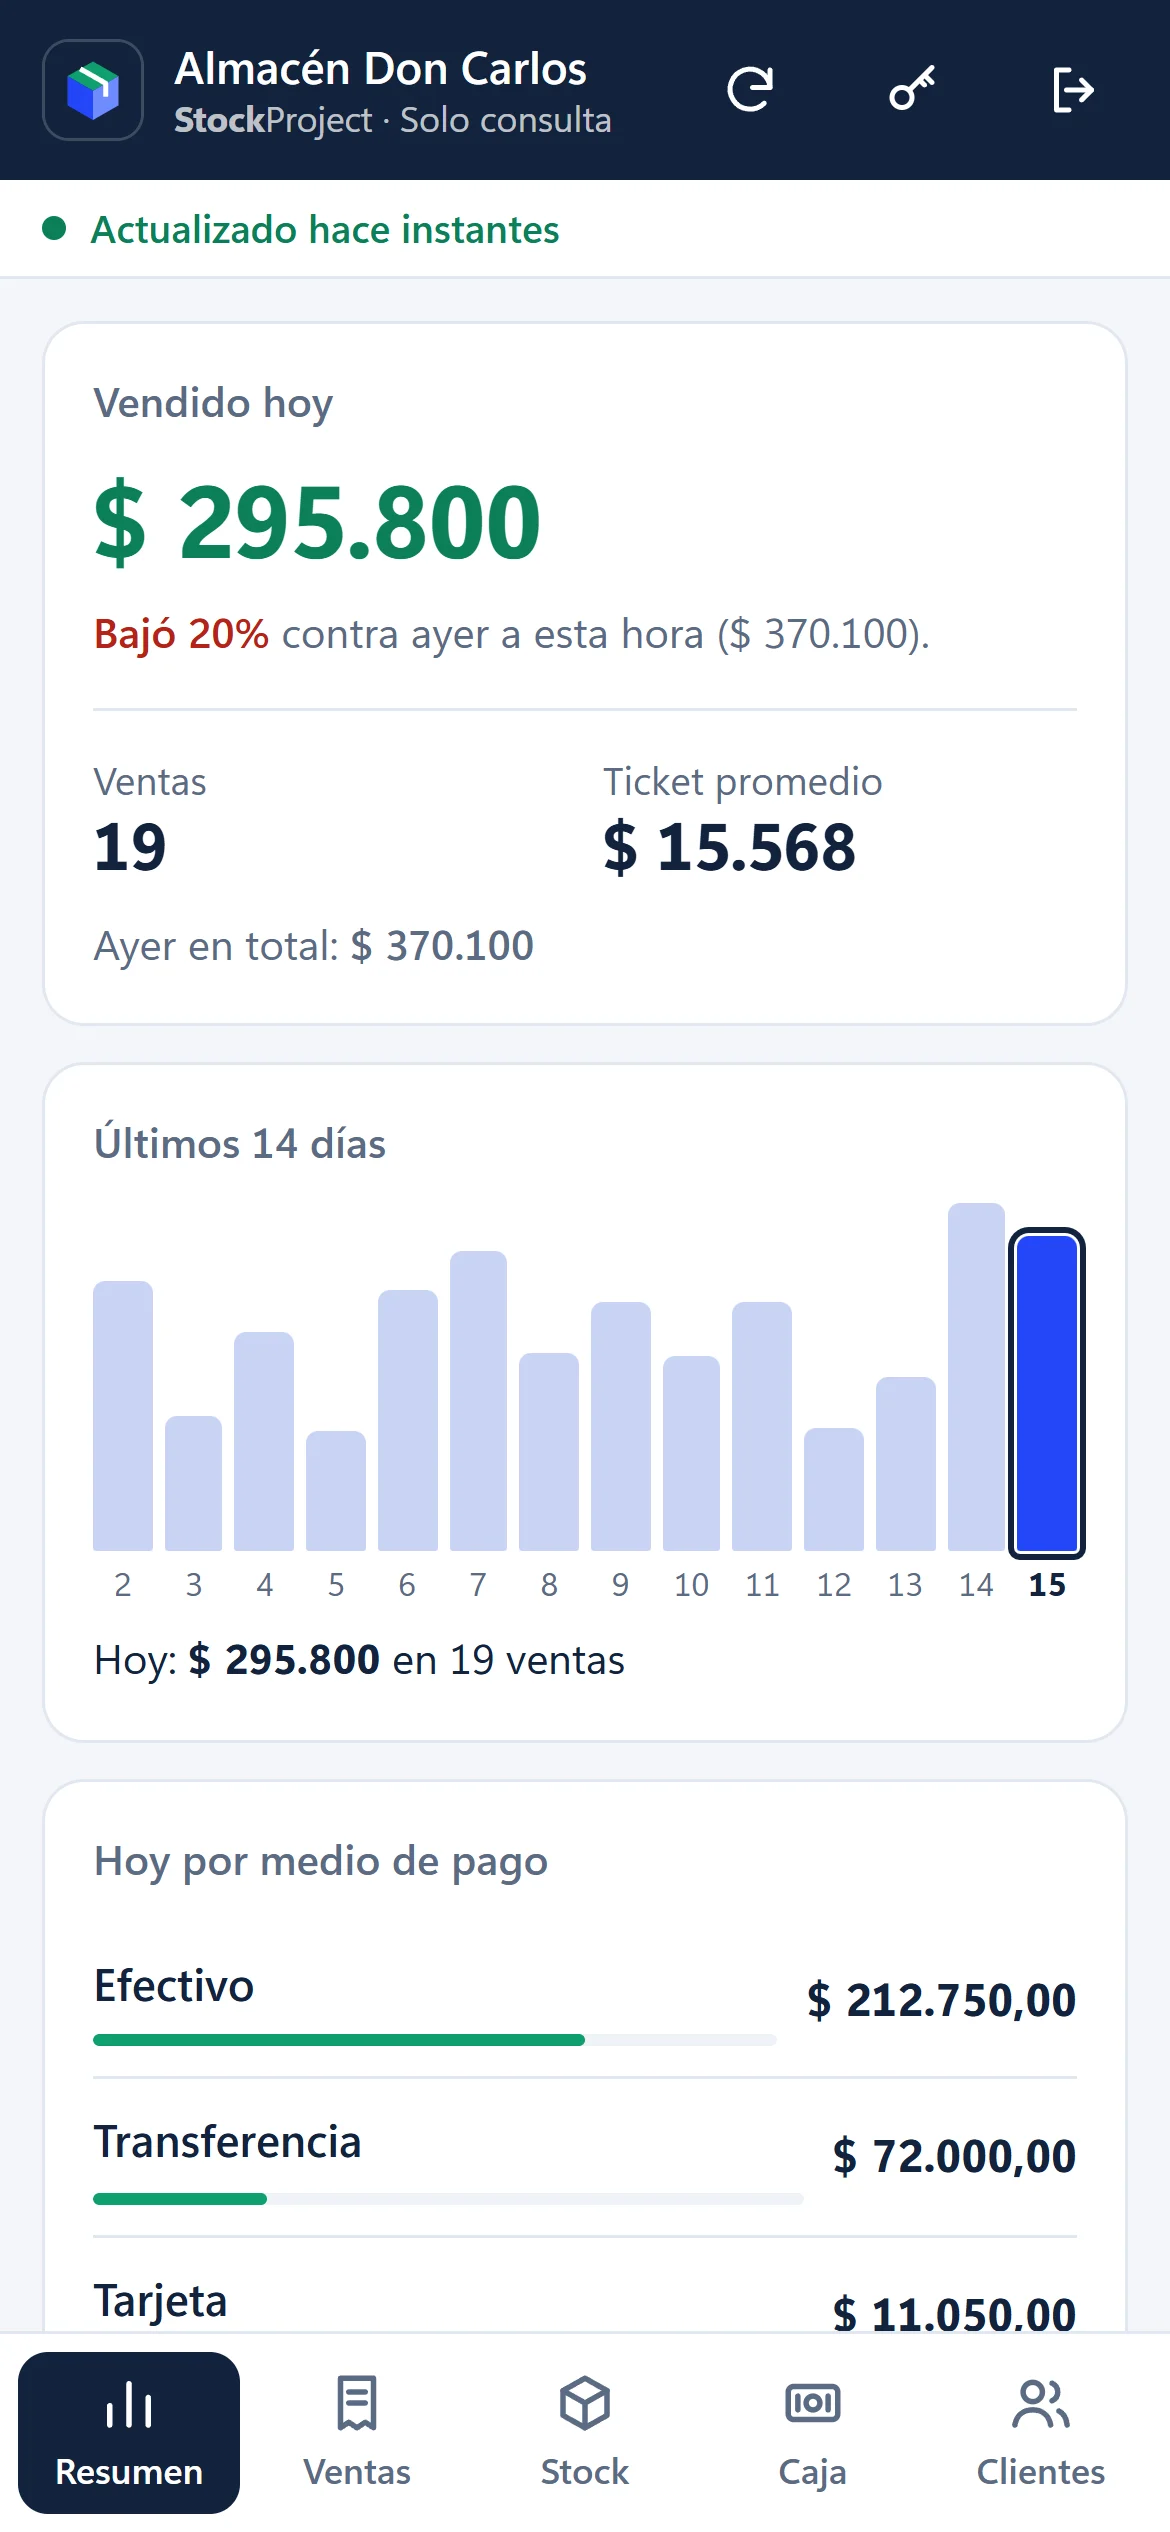 Almacén Don Carlos
StockProject · Solo consulta
Actualizado hace instantes
Vendido hoy
$ 295.800
Bajó 20% contra ayer a esta hora ($ 370.100).
Ventas
19
Ticket promedio
$ 15.568
Ayer en total: $ 370.100
Últimos 14 días
2 3 4 5 6 7 8 9 10 11 12 13 14 15
Hoy: $ 295.800 en 19 ventas
Hoy por medio de pago
Efectivo
$ 212.750,00
Transferencia
$ 72.000,00
Tarjeta
$ 11.050,00
Resumen
Ventas
Stock
Caja
Clientes